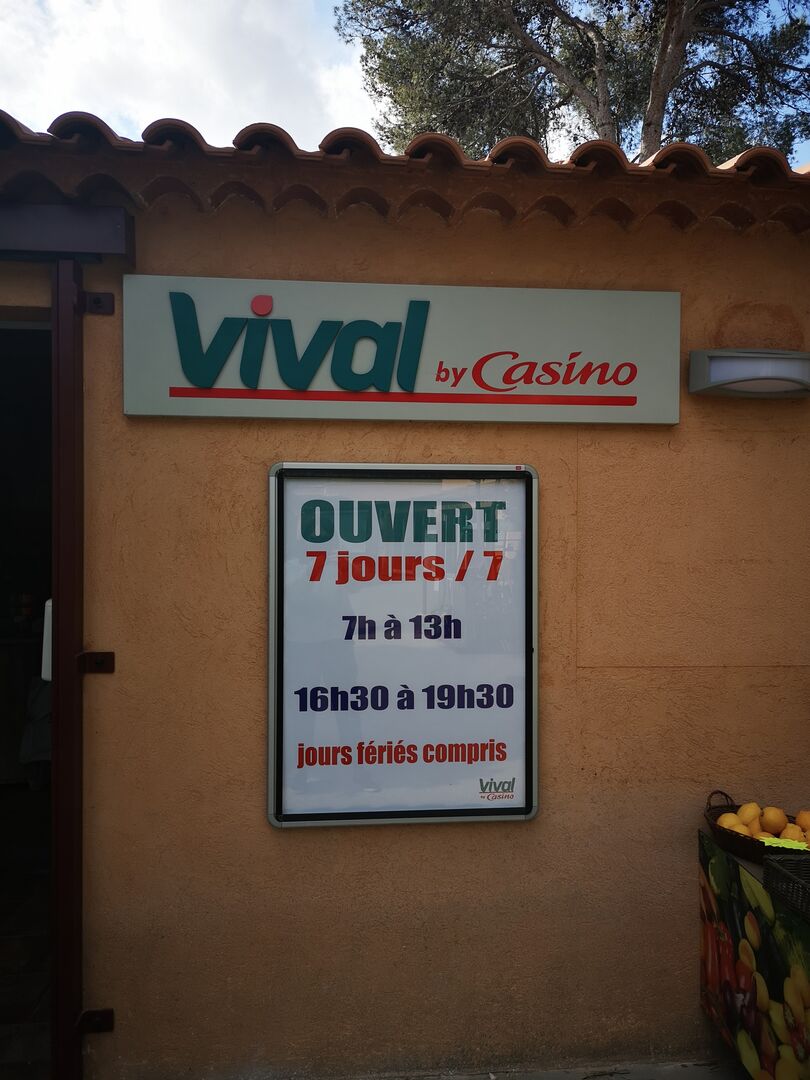 Vival by Casino
OUVERT
7 jours / 7
7h à 13h
16h30 à 19h30
jours fériés compris
Vival
by Casino